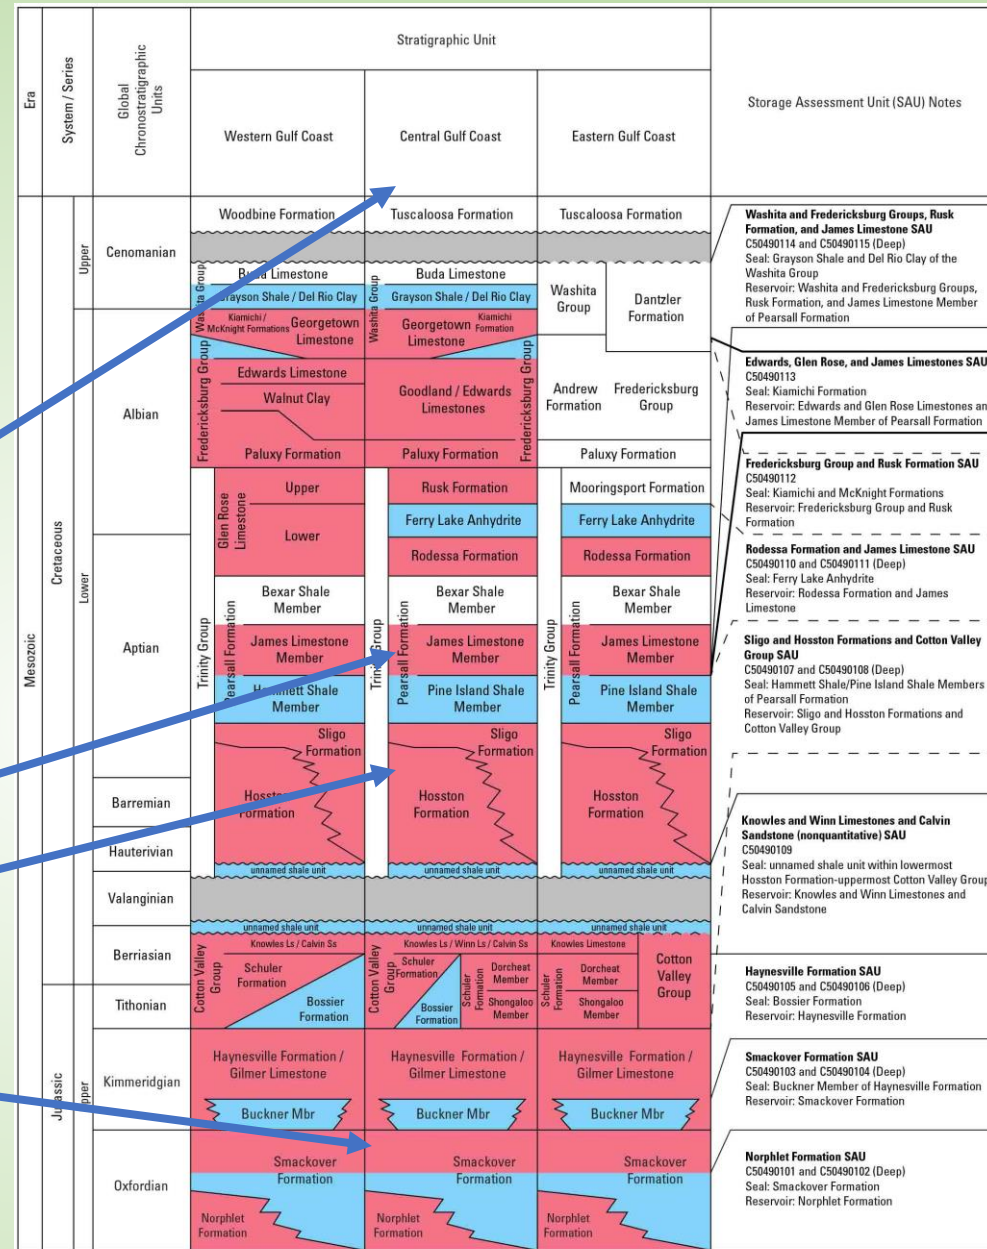 Era
System / Series
Global
Chronostratigraphic
Units
Stratigraphic Unit
Western Gulf Coast
Central Gulf Coast
Eastern Gulf Coast
Storage Assessment Unit (SAU) Notes
Mesozoic
Cretaceous
Upper
Lower
Jurassic
Upper
Cenomanian
Albian
Aptian
Barremian
Hauterivian
Valanginian
Berriasian
Tithonian
Kimmeridgian
Oxfordian
Woodbine Formation
Washita Group
Buda Limestone
Grayson Shale / Del Rio Clay
Kiamichi /
McKnight Formations
Georgetown
Limestone
Fredericksburg Group
Edwards Limestone
Walnut Clay
Paluxy Formation
Trinity Group
Glen Rose
Limestone
Upper
Lower
Pearsall Formation
Bexar Shale
Member
James Limestone
Member
Hammett Shale
Member
Sligo
Formation
Hosston
Formation
unnamed shale unit
unnamed shale unit
Cotton Valley
Group
Knowles Ls / Calvin Ss
Schuler
Formation
Bossier
Formation
Haynesville Formation /
Gilmer Limestone
Buckner Mbr
Smackover
Formation
Norphlet
Formation
Tuscaloosa Formation
Washita Group
Buda Limestone
Grayson Shale / Del Rio Clay
Georgetown
Limestone
Kiamichi
Formation
Goodland / Edwards
Limestones
Fredericksburg Group
Paluxy Formation
Trinity Group
Rusk Formation
Ferry Lake Anhydrite
Rodessa Formation
Pearsall Formation
Bexar Shale
Member
James Limestone
Member
Pine Island Shale
Member
Sligo
Formation
Hosston
Formation
unnamed shale unit
unnamed shale unit
Cotton Valley
Group
Knowles Ls / Winn Ls / Calvin Ss
Schuler
Formation
Bossier
Formation
Schuler
Formation
Dorcheat
Member
Shongaloo
Member
Haynesville Formation /
Gilmer Limestone
Buckner Mbr
Smackover
Formation
Norphlet
Formation
Tuscaloosa Formation
Washita
Group
Dantzler
Formation
Andrew
Formation
Fredericksburg
Group
Paluxy Formation
Trinity Group
Mooringsport Formation
Ferry Lake Anhydrite
Rodessa Formation
Pearsall Formation
Bexar Shale
Member
James Limestone
Member
Pine Island Shale
Member
Sligo
Formation
Hosston
Formation
unnamed shale unit
unnamed shale unit
Knowles Limestone
Schuler
Formation
Dorcheat
Member
Shongaloo
Member
Cotton
Valley
Group
Haynesville Formation /
Gilmer Limestone
Buckner Mbr
Smackover
Formation
Norphlet
Formation
Washita and Fredericksburg Groups, Rusk
Formation, and James Limestone SAU
C50490114 and C50490115 (Deep)
Seal: Grayson Shale and Del Rio Clay of the
Washita Group
Reservoir: Washita and Fredericksburg Groups,
Rusk Formation, and James Limestone Member
of Pearsall Formation
Edwards, Glen Rose, and James Limestones SAU
C50490113
Seal: Kiamichi Formation
Reservoir: Edwards and Glen Rose Limestones an
James Limestone Member of Pearsall Formation
Fredericksburg Group and Rusk Formation SAU
C50490112
Seal: Kiamichi and McKnight Formations
Reservoir: Fredericksburg Group and Rusk
Formation
Rodessa Formation and James Limestone SAU
C50490110 and C50490111 (Deep)
Seal: Ferry Lake Anhydrite
Reservoir: Rodessa Formation and James
Limestone
Sligo and Hosston Formations and Cotton Valley
Group SAU
C50490107 and C50490108 (Deep)
Seal: Hammett Shale/Pine Island Shale Members
of Pearsall Formation
Reservoir: Sligo and Hosston Formations and
Cotton Valley Group
Knowles and Winn Limestones and Calvin
Sandstone (nonquantitative) SAU
C50490109
Seal: unnamed shale unit within lowermost
Hosston Formation-uppermost Cotton Valley Group
Reservoir: Knowles and Winn Limestones and
Calvin Sandstone
Haynesville Formation SAU
C50490105 and C50490106 (Deep)
Seal: Bossier Formation
Reservoir: Haynesville Formation
Smackover Formation SAU
C50490103 and C50490104 (Deep)
Seal: Buckner Member of Haynesville Formation
Reservoir: Smackover Formation
Norphlet Formation SAU
C50490101 and C50490102 (Deep)
Seal: Smackover Formation
Reservoir: Norphlet Formation